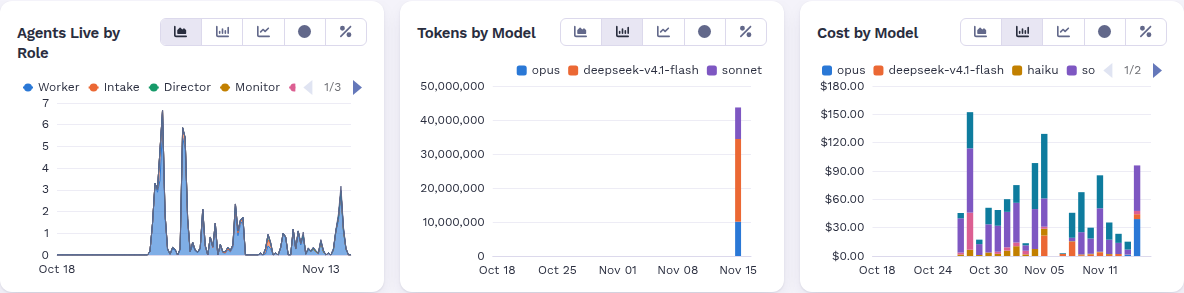 Agents Live by Role
Worker Intake Director Monitor 1/3
7
6
5
4
3
2
1
0
Oct 18 Nov 13
Tokens by Model
opus deepseek-v4.1-flash sonnet
50,000,000
40,000,000
30,000,000
20,000,000
10,000,000
0
Oct 18 Oct 25 Nov 01 Nov 08 Nov 15
Cost by Model
opus deepseek-v4.1-flash haiku so 1/2
$180.00
$150.00
$120.00
$90.00
$60.00
$30.00
$0.00
Oct 18 Oct 24 Oct 30 Nov 05 Nov 11